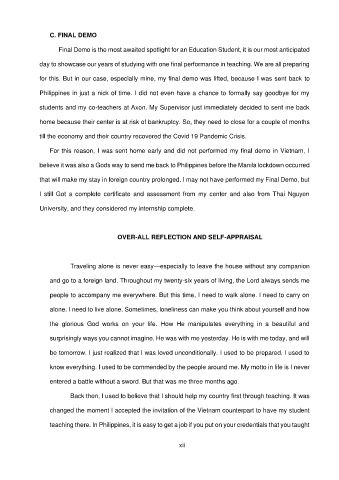 C. FINAL DEMO
Final Demo is the most awaited spotlight for an Education Student, it is our most anticipated
day to showcase our years of studying with one final performance in teaching. We are all preparing
for this. But in our case, especially mine, my final demo was lifted, because I was sent back to
Philippines in just a nick of time. I did not even have a chance to formally say goodbye for my
students and my co-teachers at Axon. My Supervisor just immediately decided to sent me back
home because their center is at risk of bankruptcy. So, they need to close for a couple of months
till the economy and their country recovered the Covid 19 Pandemic Crisis.
For this reason, I was sent home early and did not performed my final demo in Vietnam, I
believe it was also a Gods way to send me back to Philippines before the Manila lockdown occurred
that will make my stay in foreign country prolonged. I may not have performed my Final Demo, but
I still Got a complete certificate and assessment from my center and also from Thai Nguyen
University, and they considered my internship complete.
OVER-ALL REFLECTION AND SELF-APPRAISAL
Traveling alone is never easy—especially to leave the house without any companion
and go to a foreign land. Throughout my twenty-six years of living, the Lord always sends me
people to accompany me everywhere. But this time, I need to walk alone. I need to carry on
alone. I need to live alone. Sometimes, loneliness can make you think about yourself and how
the glorious God works on your life. How He manipulates everything in a beautiful and
surprisingly ways you cannot imagine. He was with me yesterday. He is with me today, and will
be tomorrow. I just realized that I was loved unconditionally. I used to be prepared. I used to
know everything. I used to be commended by the people around me. My motto in life is I never
entered a battle without a sword. But that was me three months ago.
Back then, I used to believe that I should help my country first through teaching. It was
changed the moment I accepted the invitation of the Vietnam counterpart to have my student
teaching there. In Philippines, it is easy to get a job if you put on your credentials that you taught
xii